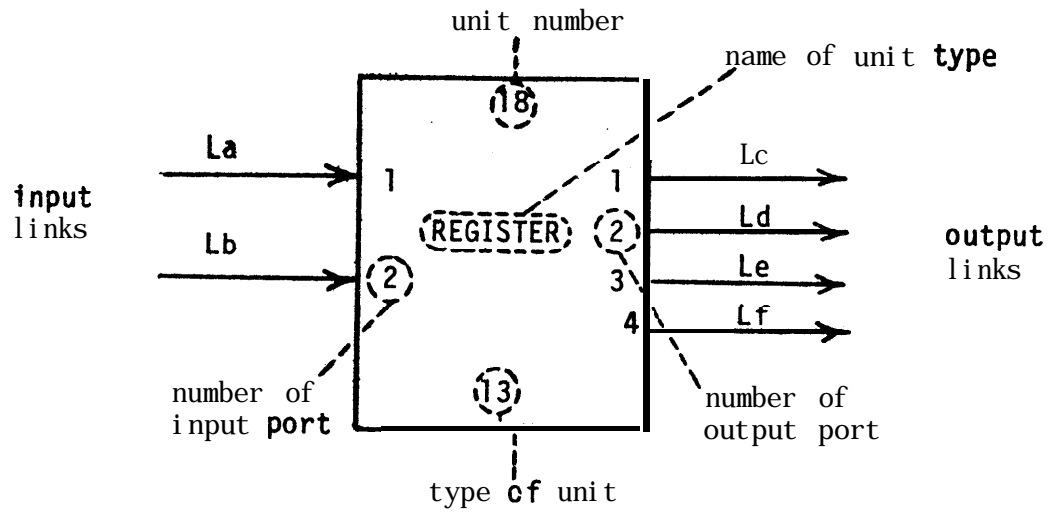 unit number
name of unit type
18
La
Lc
input
links
1
1
REGISTER
2
Ld
output
links
Lb
2
3
Le
4
Lf
number of
input port
13
number of
output port
type of unit